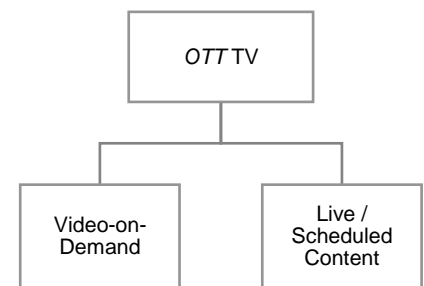 OTT TV
Video-on-
Demand
Live /
Scheduled
Content